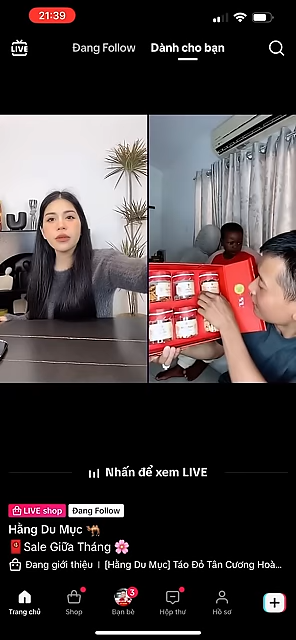 21:39
LIVE
Đang Follow
Dành cho bạn
Nhấn để xem LIVE
LIVE shop
Đang Follow
Hằng Du Mục 🐪
🧧Sale Giữa Tháng 🌸
Đang giới thiệu | [Hằng Du Mục] Táo Đỏ Tân Cương Hoà...
3
Trang chủ
Shop
Bạn bè
Hộp thư
Hồ sơ